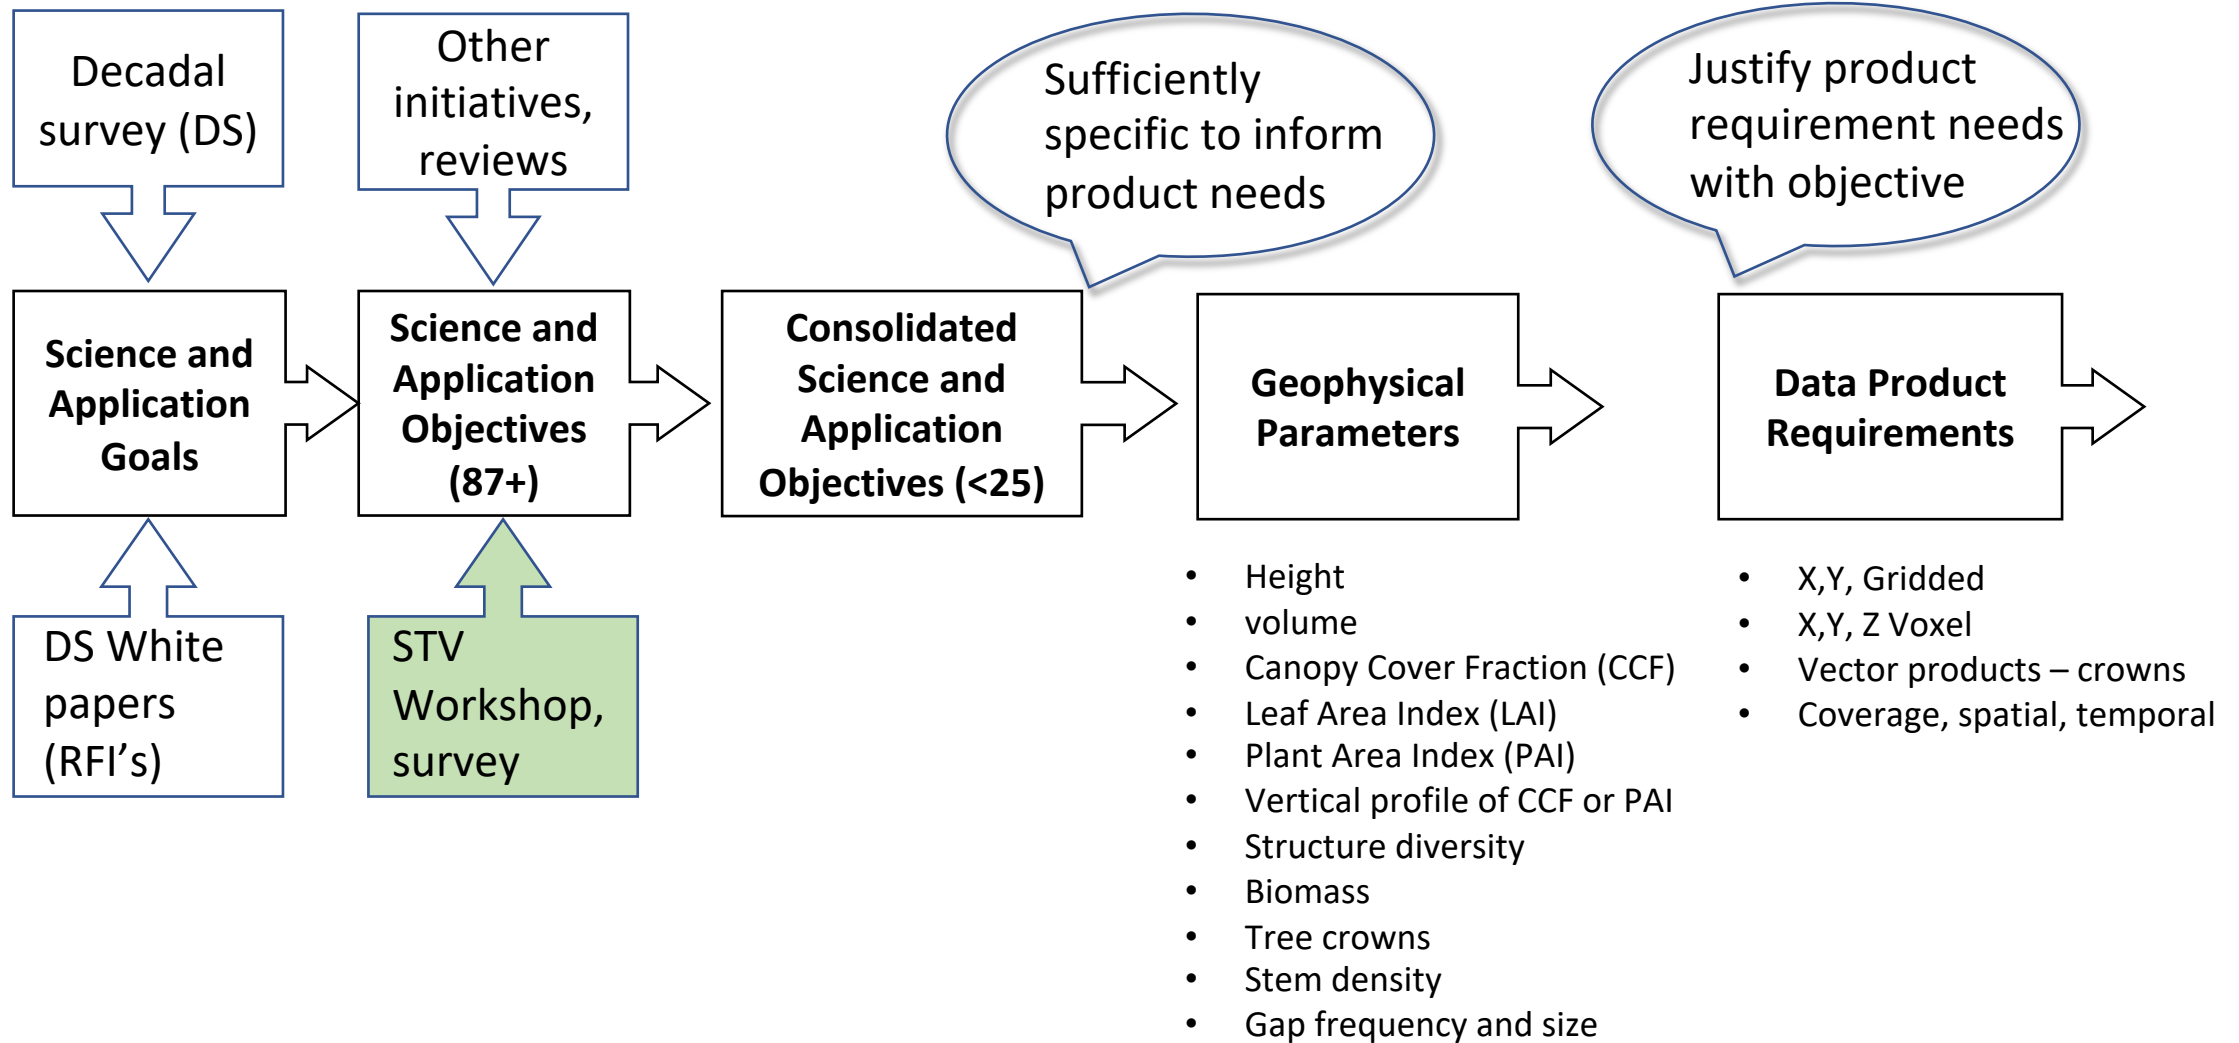 Decadal
survey (DS)
Other
initiatives,
reviews
Sufficiently
specific to inform
product needs
Justify product
requirement needs
with objective
Science and
Application
Goals
Science and
Application
Objectives
(87+)
Consolidated
Science and
Application
Objectives (<25)
Geophysical
Parameters
Data Product
Requirements
DS White
papers
(RFI's)
STV
Workshop,
survey
• Height
• volume
• Canopy Cover Fraction (CCF)
• Leaf Area Index (LAI)
• Plant Area Index (PAI)
• Vertical profile of CCF or PAI
• Structure diversity
• Biomass
• Tree crowns
• Stem density
• Gap frequency and size
• X,Y, Gridded
• X,Y, Z Voxel
• Vector products – crowns
• Coverage, spatial, temporal